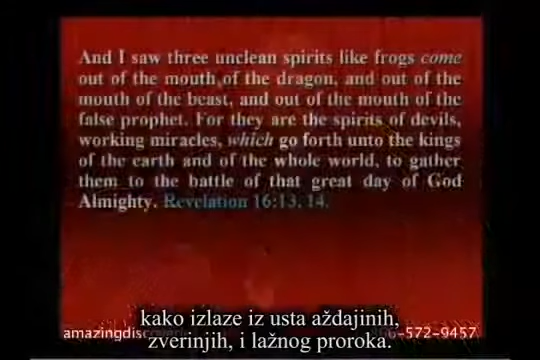 And I saw three unclean spirits like frogs come
out of the mouth of the dragon, and out of the
mouth of the beast, and out of the mouth of the
false prophet. For they are the spirits of devils,
working miracles, which go forth unto the kings
of the earth and of the whole world, to gather
them to the battle of that great day of God
Almighty. Revelation 16:13, 14.
kako izlaze iz usta aždajinih,
amazingdiscoveri 572-9457
zverinjih, i lažnog proroka.